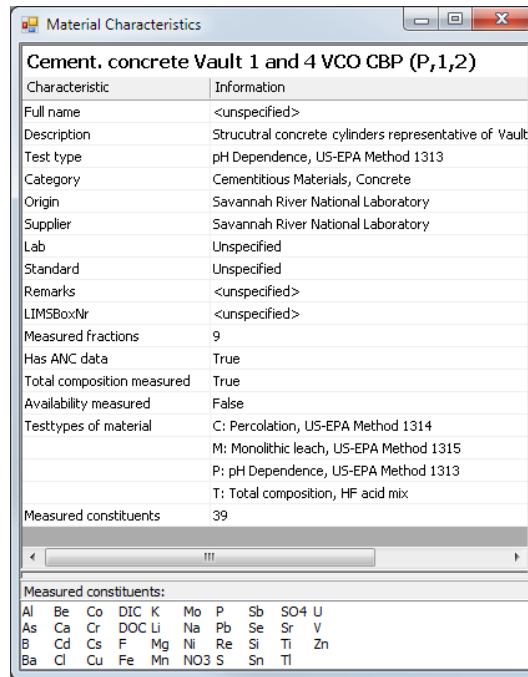 Material Characteristics
Cement. concrete Vault 1 and 4 VCO CBP (P,1,2)
Characteristic Information
Full name <unspecified>
Description Strucutral concrete cylinders representative of Vault
Test type pH Dependence, US-EPA Method 1313
Category Cementitious Materials, Concrete
Origin Savannah River National Laboratory
Supplier Savannah River National Laboratory
Lab Unspecified
Standard Unspecified
Remarks <unspecified>
LIMSBoxNr <unspecified>
Measured fractions 9
Has ANC data True
Total composition measured True
Availability measured False
Testtypes of material C: Percolation, US-EPA Method 1314
M: Monolithic leach, US-EPA Method 1315
P: pH Dependence, US-EPA Method 1313
T: Total composition, HF acid mix
Measured constituents 39
Measured constituents:
Al Be Co DIC K Mo P Sb SO4 U
As Ca Cr DOC Li Na Pb Se Sr V
B Cd Cs F Mg Ni Re Si Ti Zn
Ba Cl Cu Fe Mn NO3 S Sn Tl